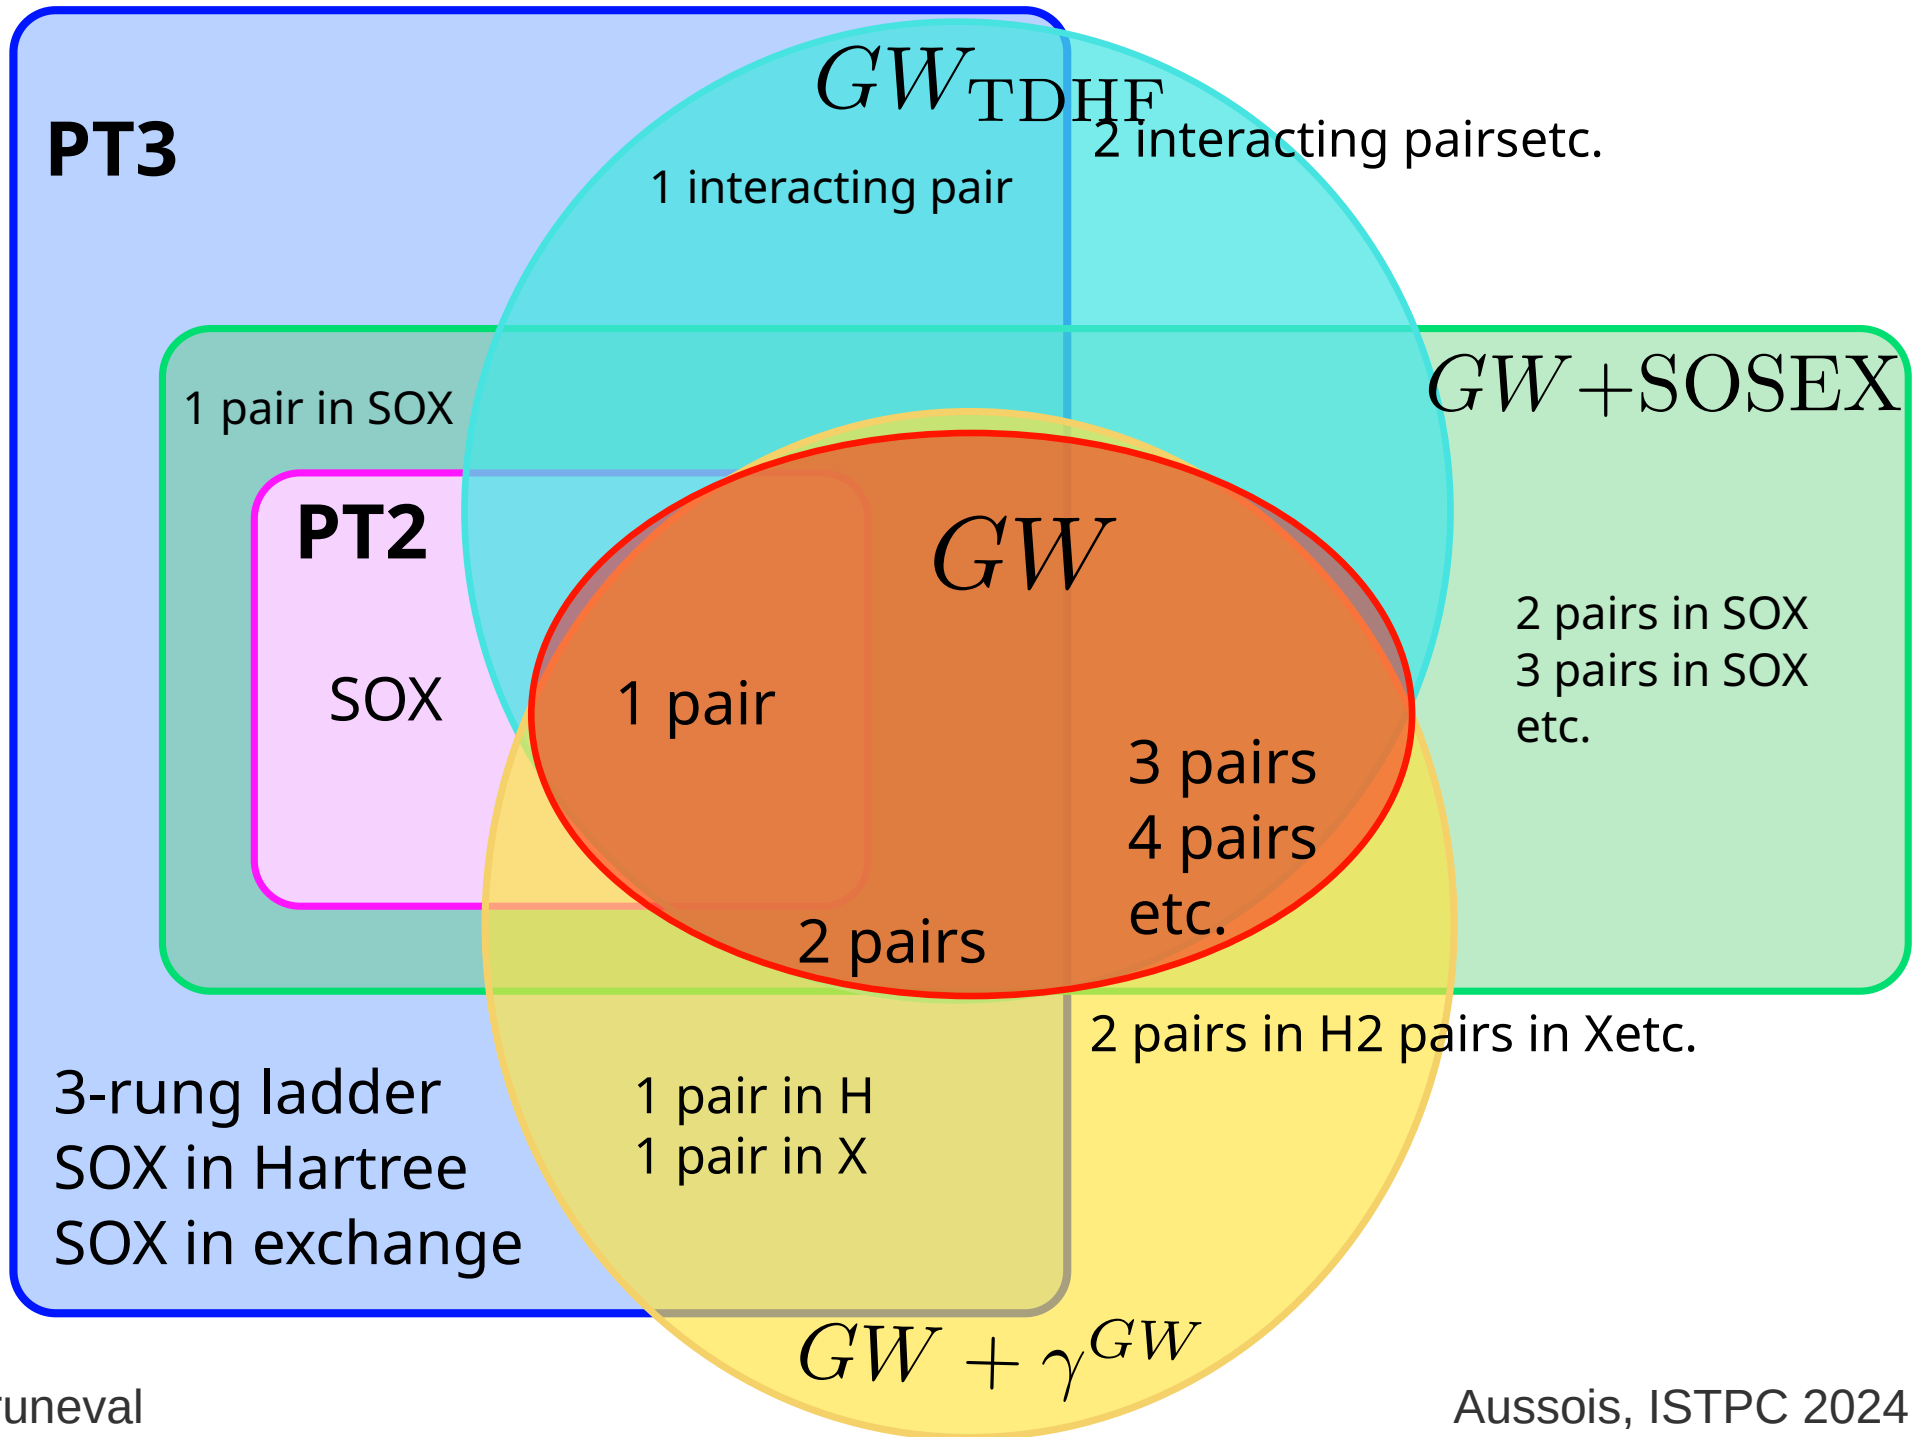 GW_TDHF
PT3
2 interacting pairsetc.
1 interacting pair
GW+SOSEX
1 pair in SOX
PT2
GW
2 pairs in SOX
3 pairs in SOX
etc.
SOX
1 pair
3 pairs
4 pairs
etc.
2 pairs
2 pairs in H2 pairs in Xetc.
3-rung ladder
SOX in Hartree
SOX in exchange
1 pair in H
1 pair in X
GW + γ^GW
runeval
Aussois, ISTPC 2024